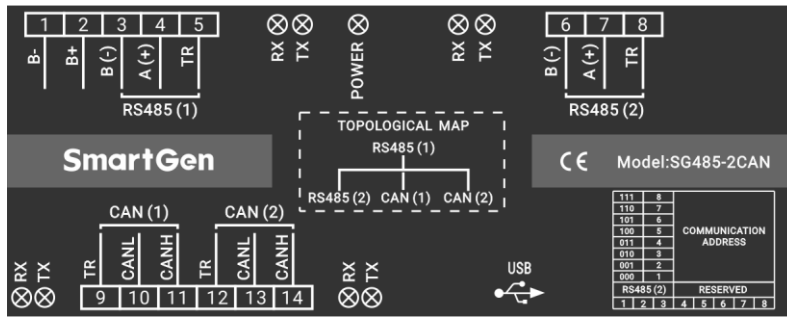 1 2 3 4 5
B- B+ B (-) A (+) TR
RS485 (1)
RX TX POWER RX TX
6 7 8
B (-) A (+) TR
RS485 (2)
SmartGen
TOPOLOGICAL MAP
RS485 (1)
RS485 (2) CAN (1) CAN (2)
CE Model:SG485-2CAN
CAN (1) CAN (2)
TR CANL CANH TR CANL CANH
RX TX
9 10 11 12 13 14
RX TX
USB
111 8
110 7
101 6
100 5
011 4
010 3
001 2
000 1
COMMUNICATION
ADDRESS
RS485 (2) RESERVED
1 2 3 4 5 6 7 8